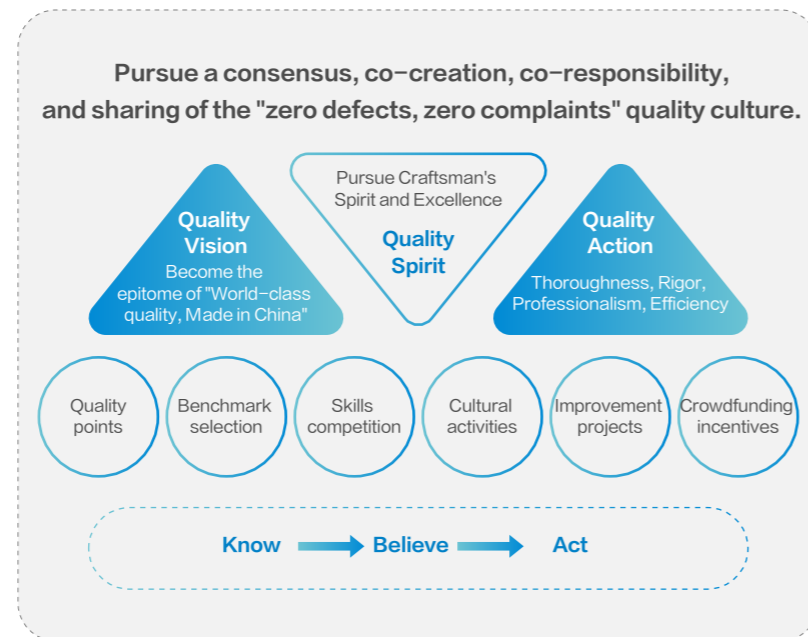 Pursue a consensus, co-creation, co-responsibility,
and sharing of the "zero defects, zero complaints" quality culture.
Quality
Vision
Become the
epitome of "World-class
quality, Made in China"
Pursue Craftsman's
Spirit and Excellence
Quality
Spirit
Quality
Action
Thoroughness, Rigor,
Professionalism, Efficiency
Quality
points
Benchmark
selection
Skills
competition
Cultural
activities
Improvement
projects
Crowdfunding
incentives
Know
Believe
Act